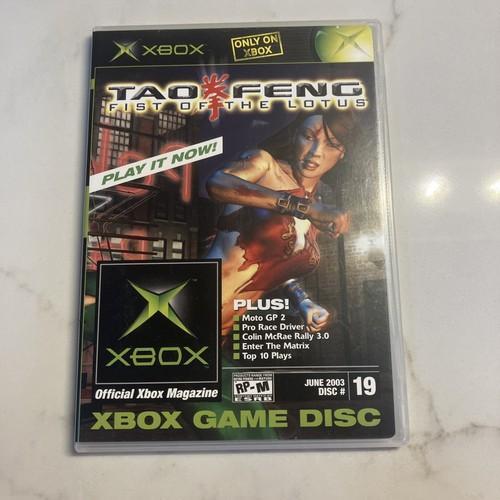 XBOX
ONLY ON
XBOX
TAO 拳 FENG
FIST OF THE LOTUS
PLAY IT NOW!
XBOX
PLUS!
Moto GP 2
Pro Race Driver
Colin McRae Rally 3.0
Enter The Matrix
Top 10 Plays
Official Xbox Magazine
RP-M
ESRB
JUNE 2003
DISC # 19
XBOX GAME DISC